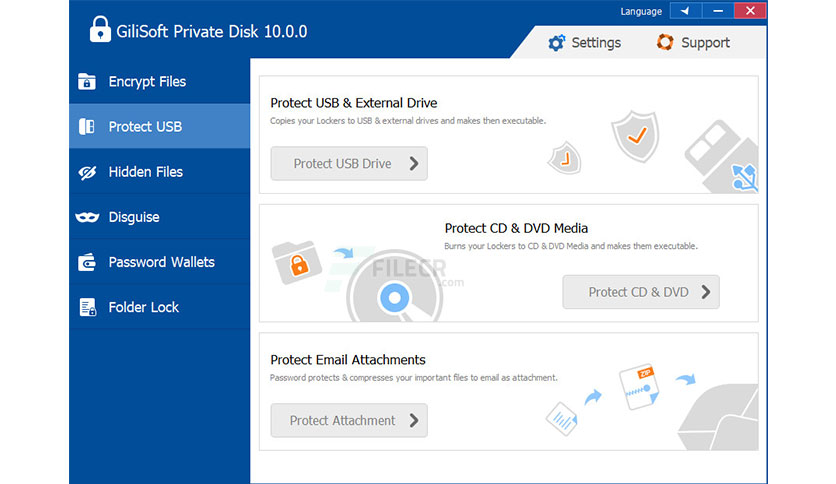 Language
GiliSoft Private Disk 10.0.0
Settings
Support
Encrypt Files
Protect USB
Hidden Files
Disguise
Password Wallets
Folder Lock
Protect USB & External Drive
Copies your Lockers to USB & external drives and makes then executable.
Protect USB Drive
Protect CD & DVD Media
Burns your Lockers to CD & DVD Media and makes them executable.
FILECR
.com
Protect CD & DVD
Protect Email Attachments
Password protects & compresses your important files to email as attachment.
ZIP
Protect Attachment